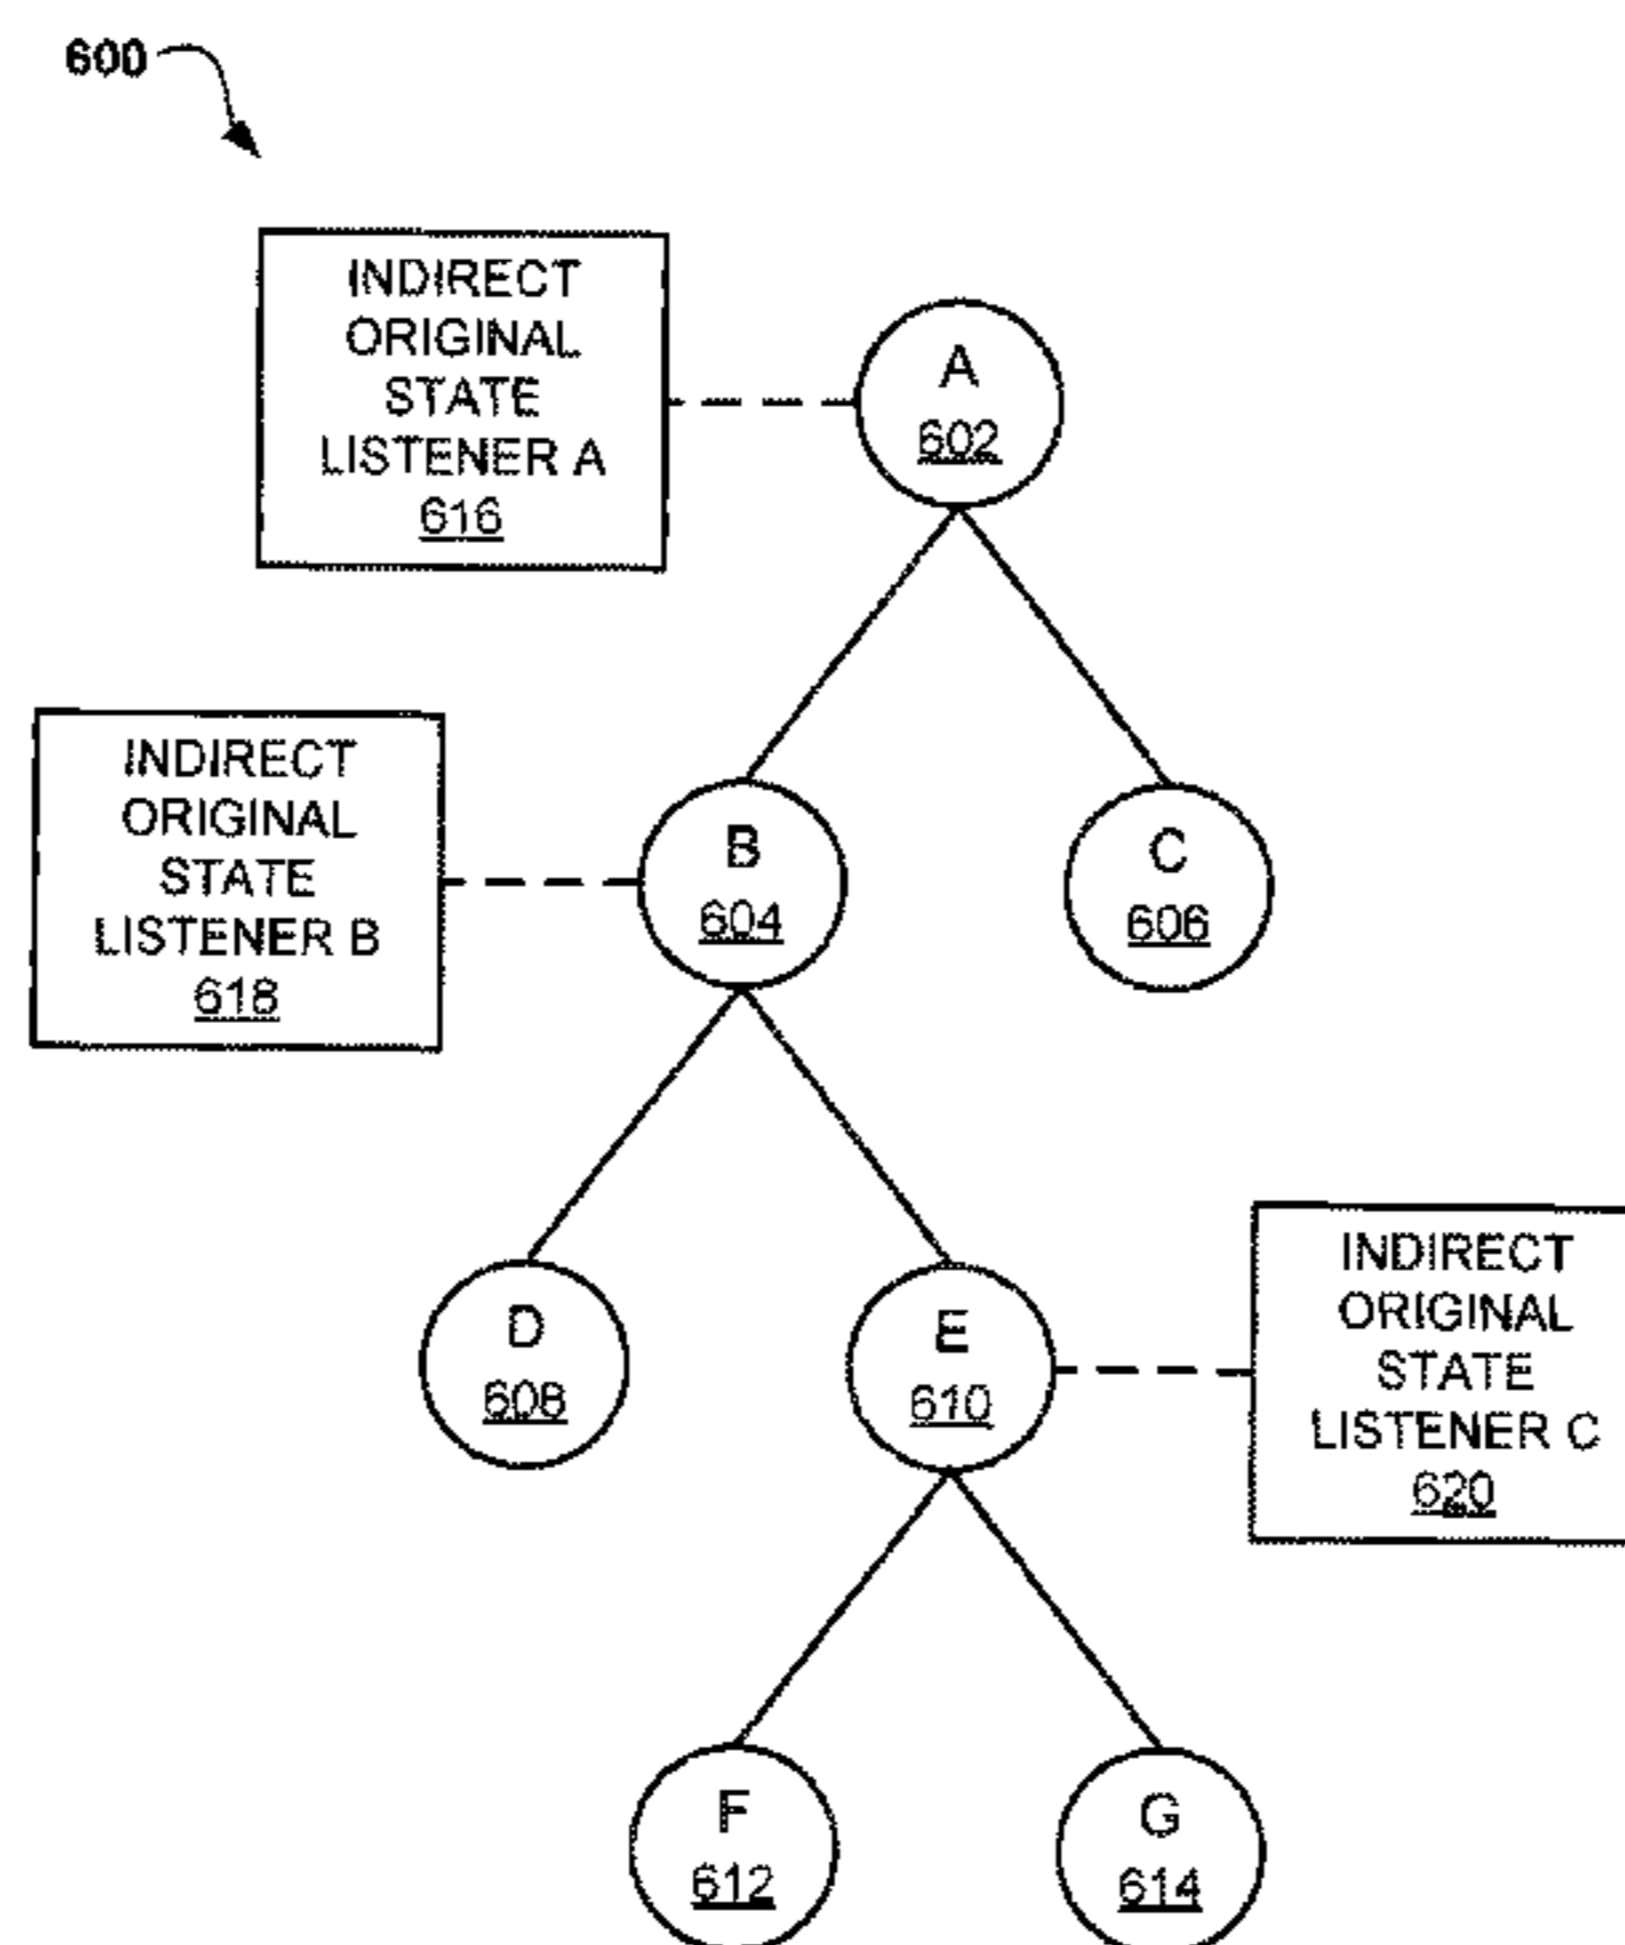 600
INDIRECT
ORIGINAL
STATE
LISTENER A
616
A
602
INDIRECT
ORIGINAL
STATE
LISTENER B
618
B
604
C
606
D
608
E
610
INDIRECT
ORIGINAL
STATE
LISTENER C
620
F
612
G
614